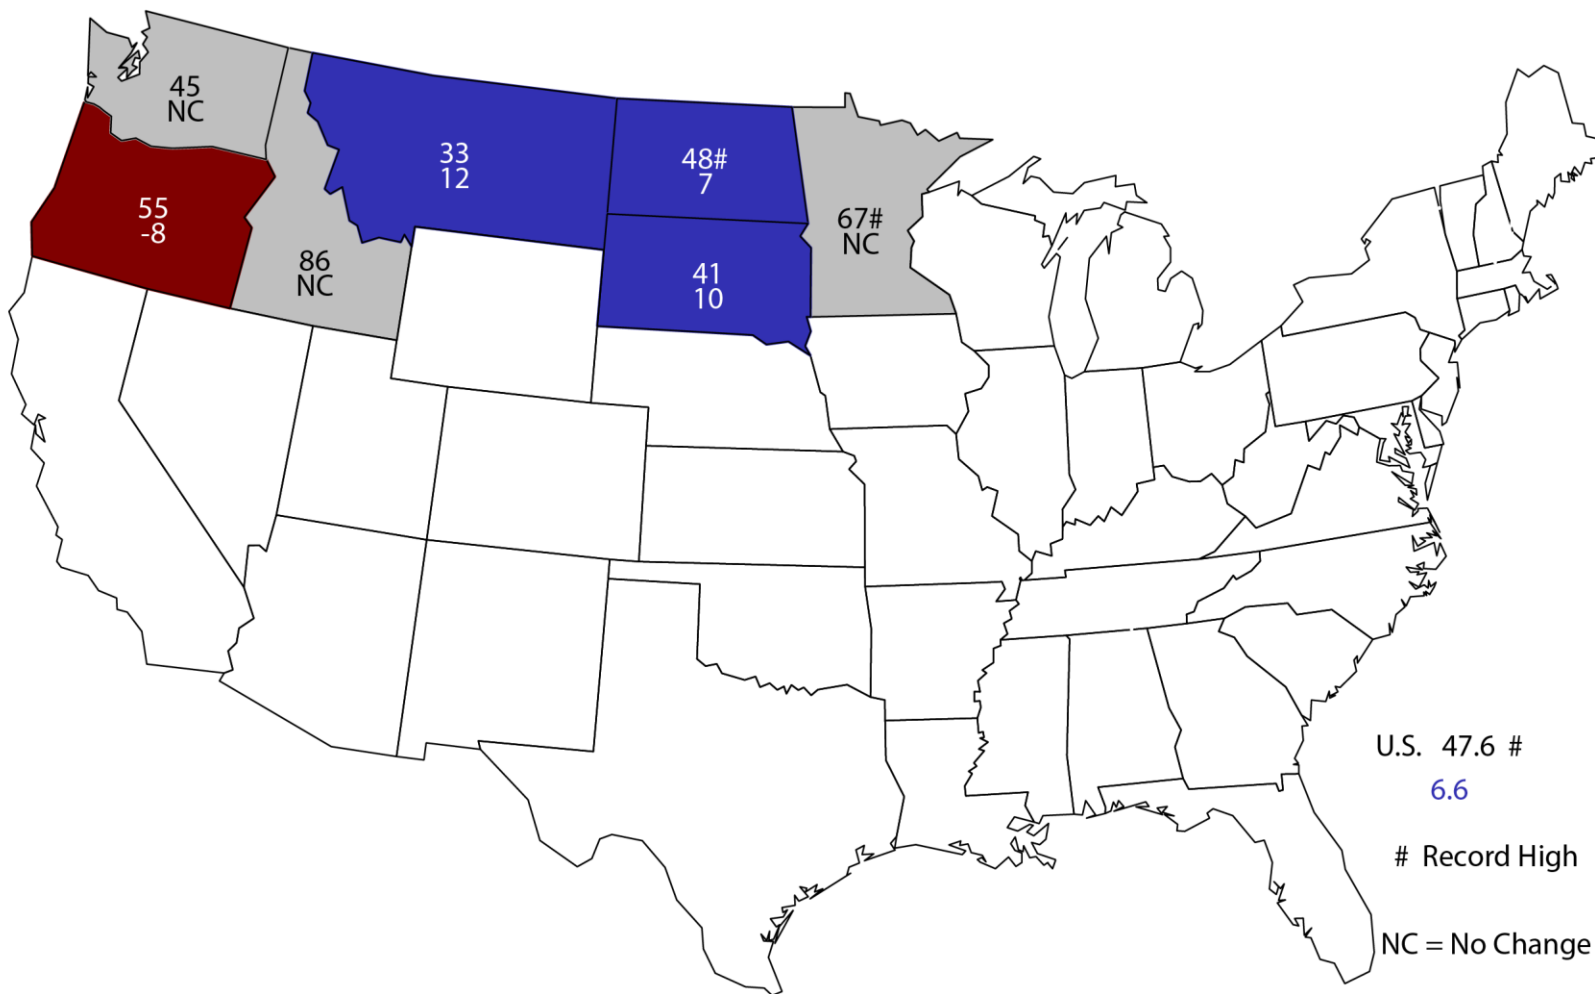 45
NC
55
-8
86
NC
33
12
48#
7
41
10
67#
NC
U.S. 47.6 #
6.6
# Record High
NC = No Change